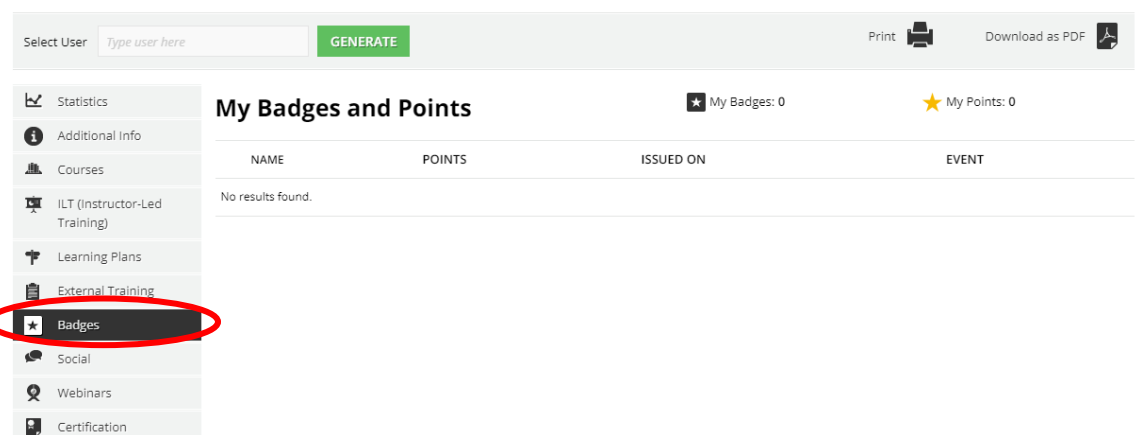 Select User Type user here GENERATE Print Download as PDF
Statistics
Additional Info
Courses
ILT (Instructor-Led
Training)
Learning Plans
External Training
Badges
Social
Webinars
Certification
My Badges and Points My Badges: 0 My Points: 0
NAME POINTS ISSUED ON EVENT
No results found.